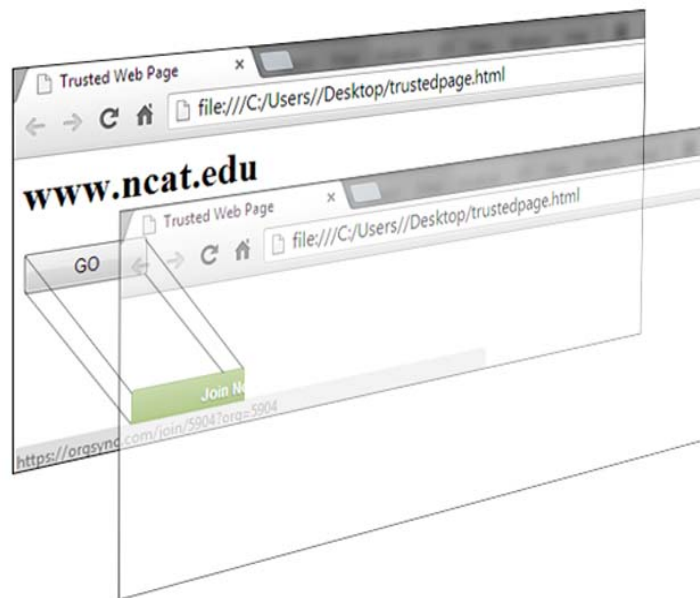 Trusted Web Page
file:///C:/Users//Desktop/trustedpage.html
www.ncat.edu
Trusted Web Page
file:///C:/Users//Desktop/trustedpage.html
GO
Join
https://orgsync.com/join/5904?org=5904